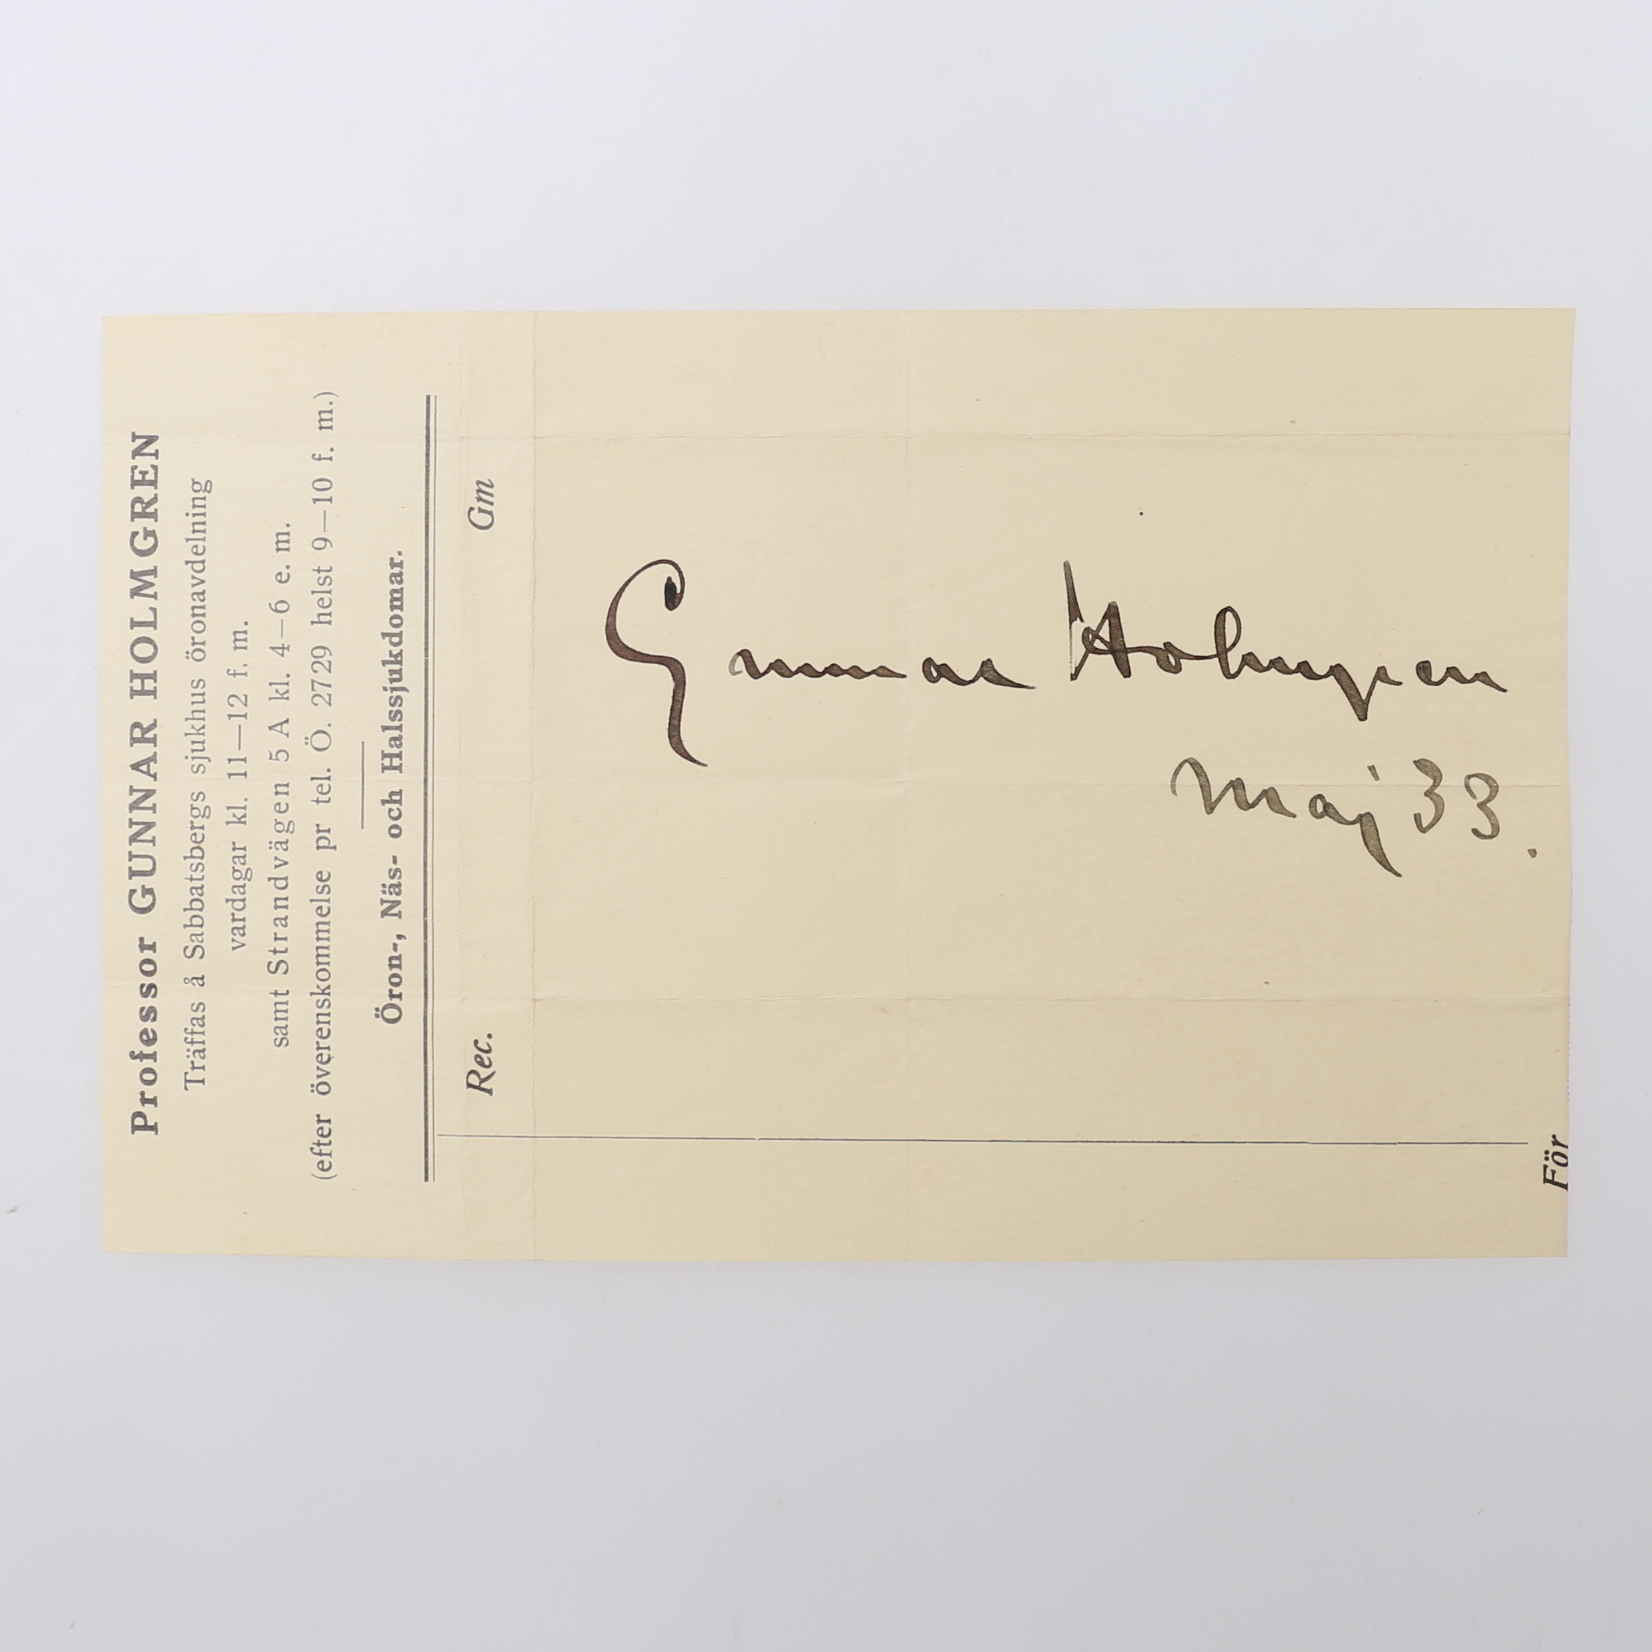 Professor GUNNAR HOLMGREN
Träffas å Sabbatsbergs sjukhus öronavdelning
vardagar kl. 11—12 f. m.
samt Strandvägen 5 A kl. 4—6 e. m.
(efter överenskommelse pr tel. Ö. 2729 helst 9—10 f. m.)
Öron-, Näs- och Halssjukdomar.
Rec. Gm
Gunnar Holmgren
Maj 33.
För